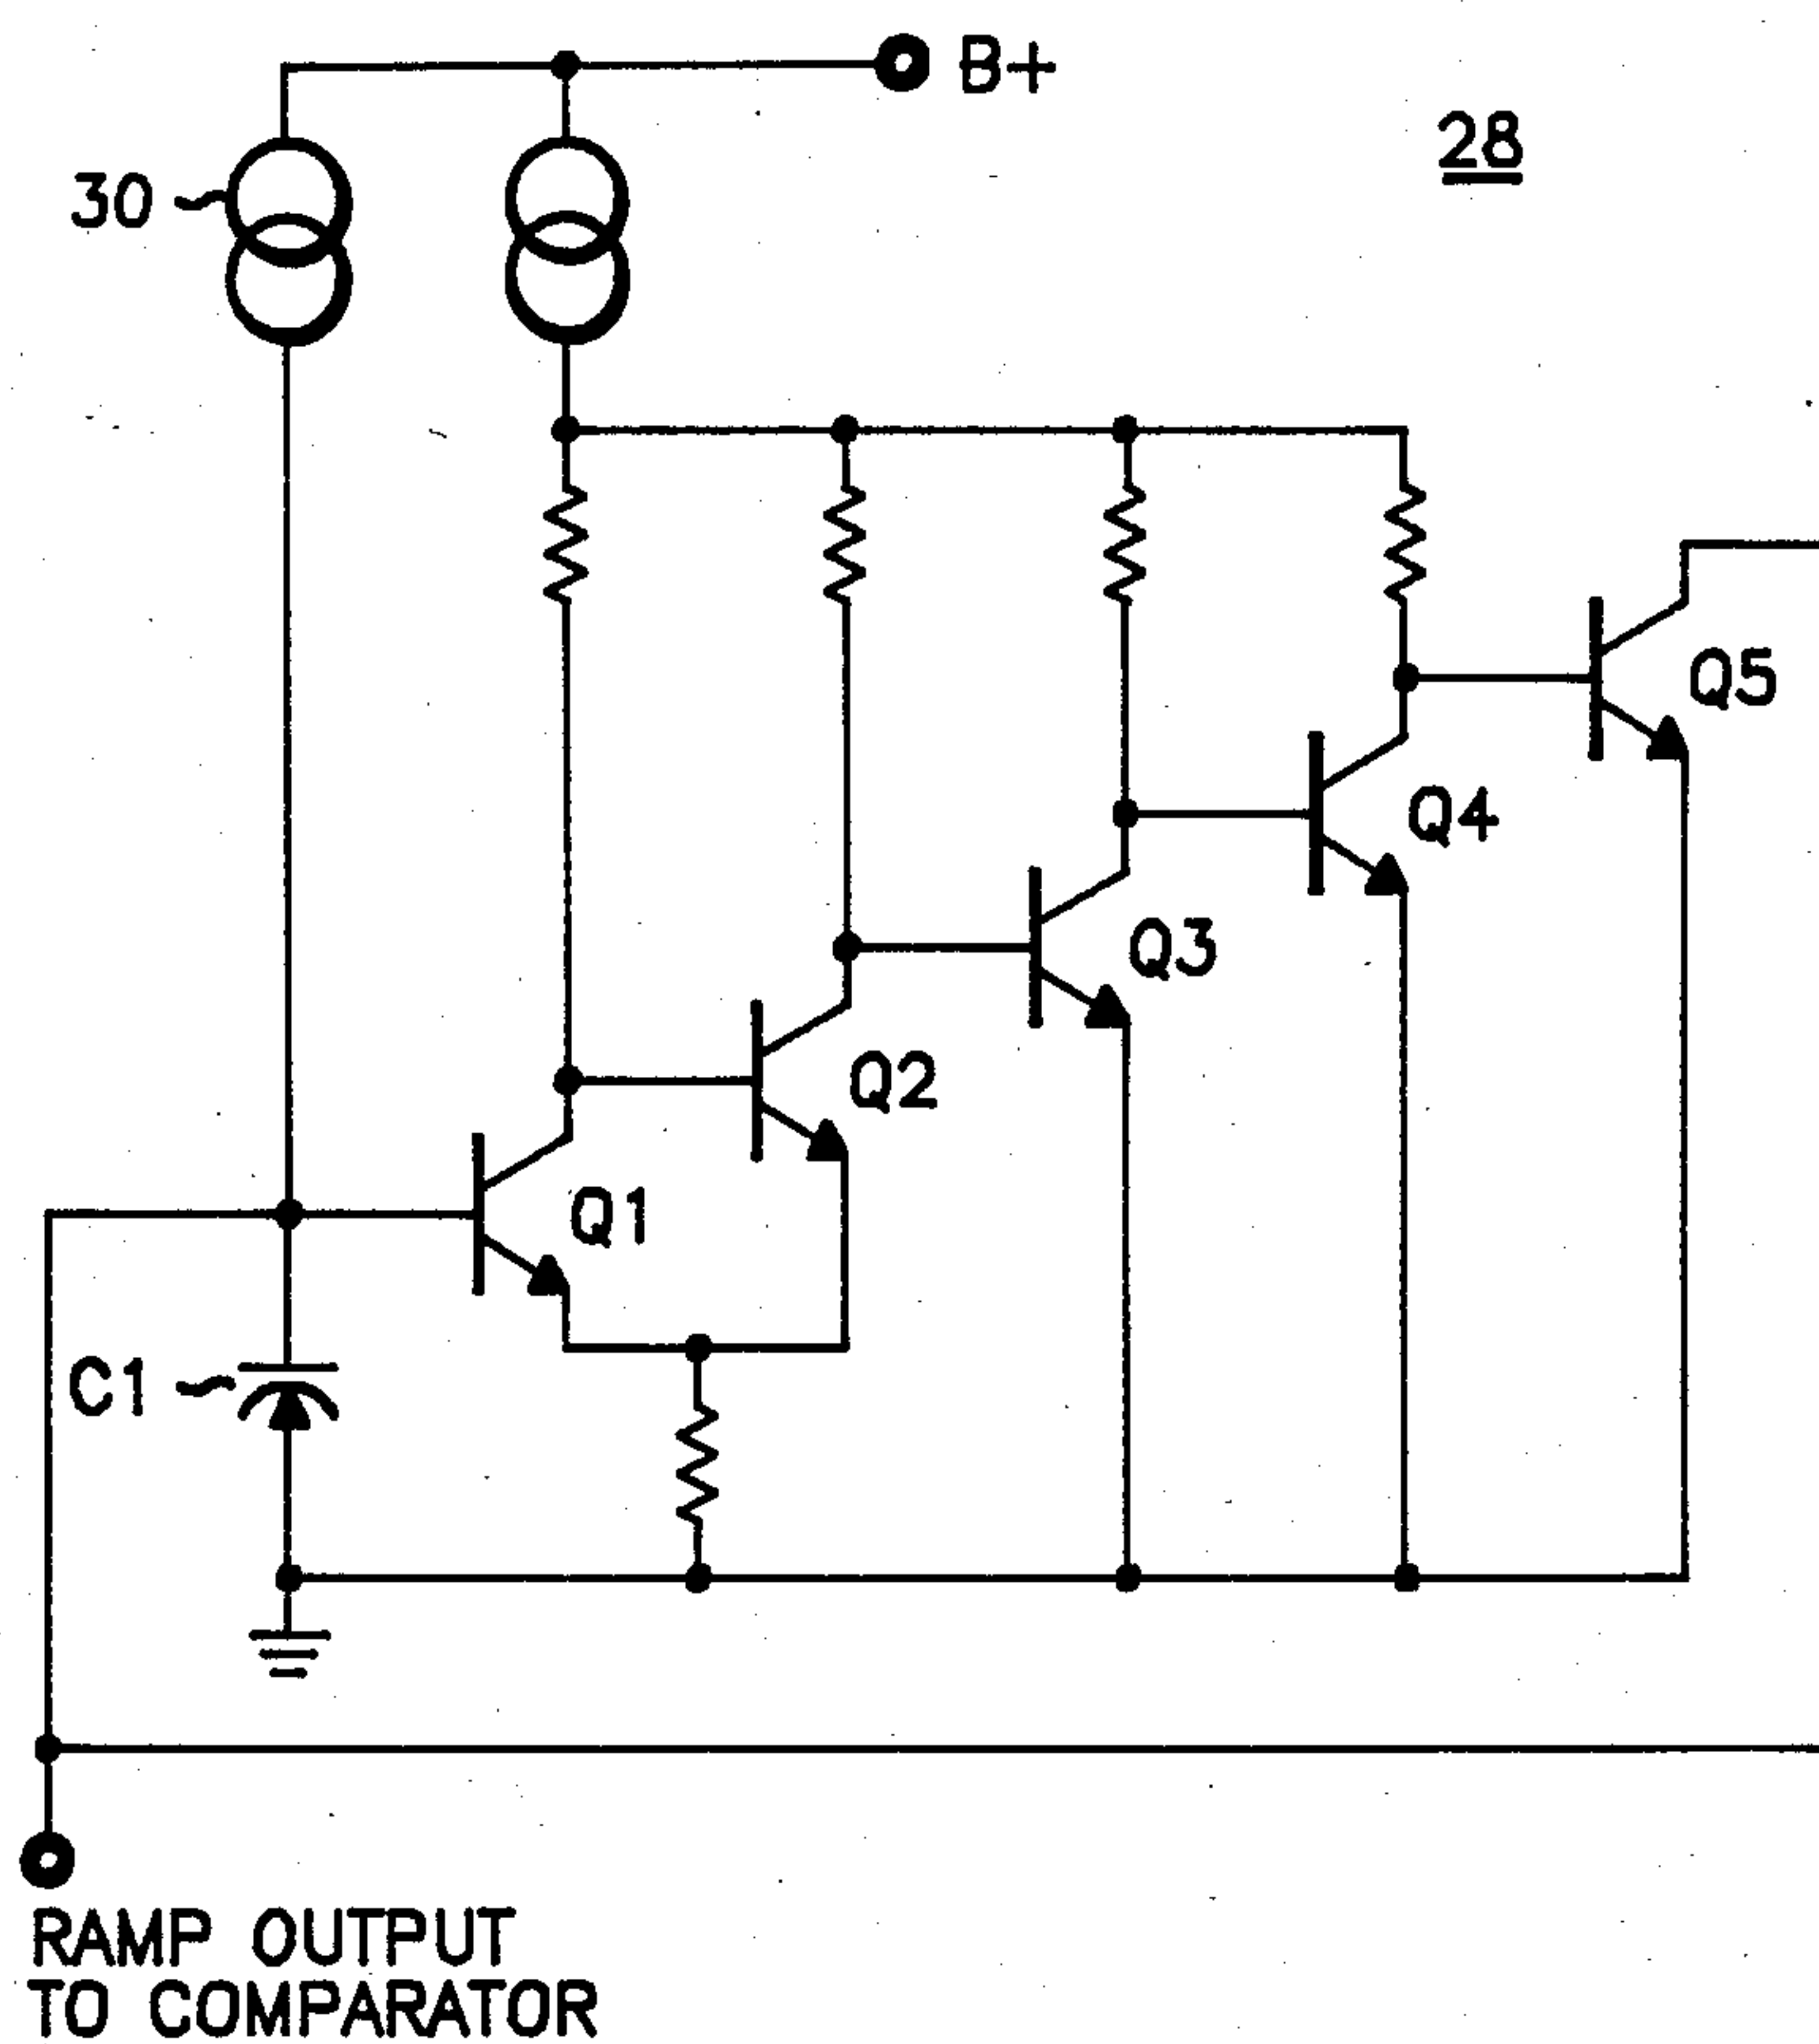 B+
28
30
Q5
Q4
Q3
Q2
Q1
C1
RAMP OUTPUT
TO COMPARATOR